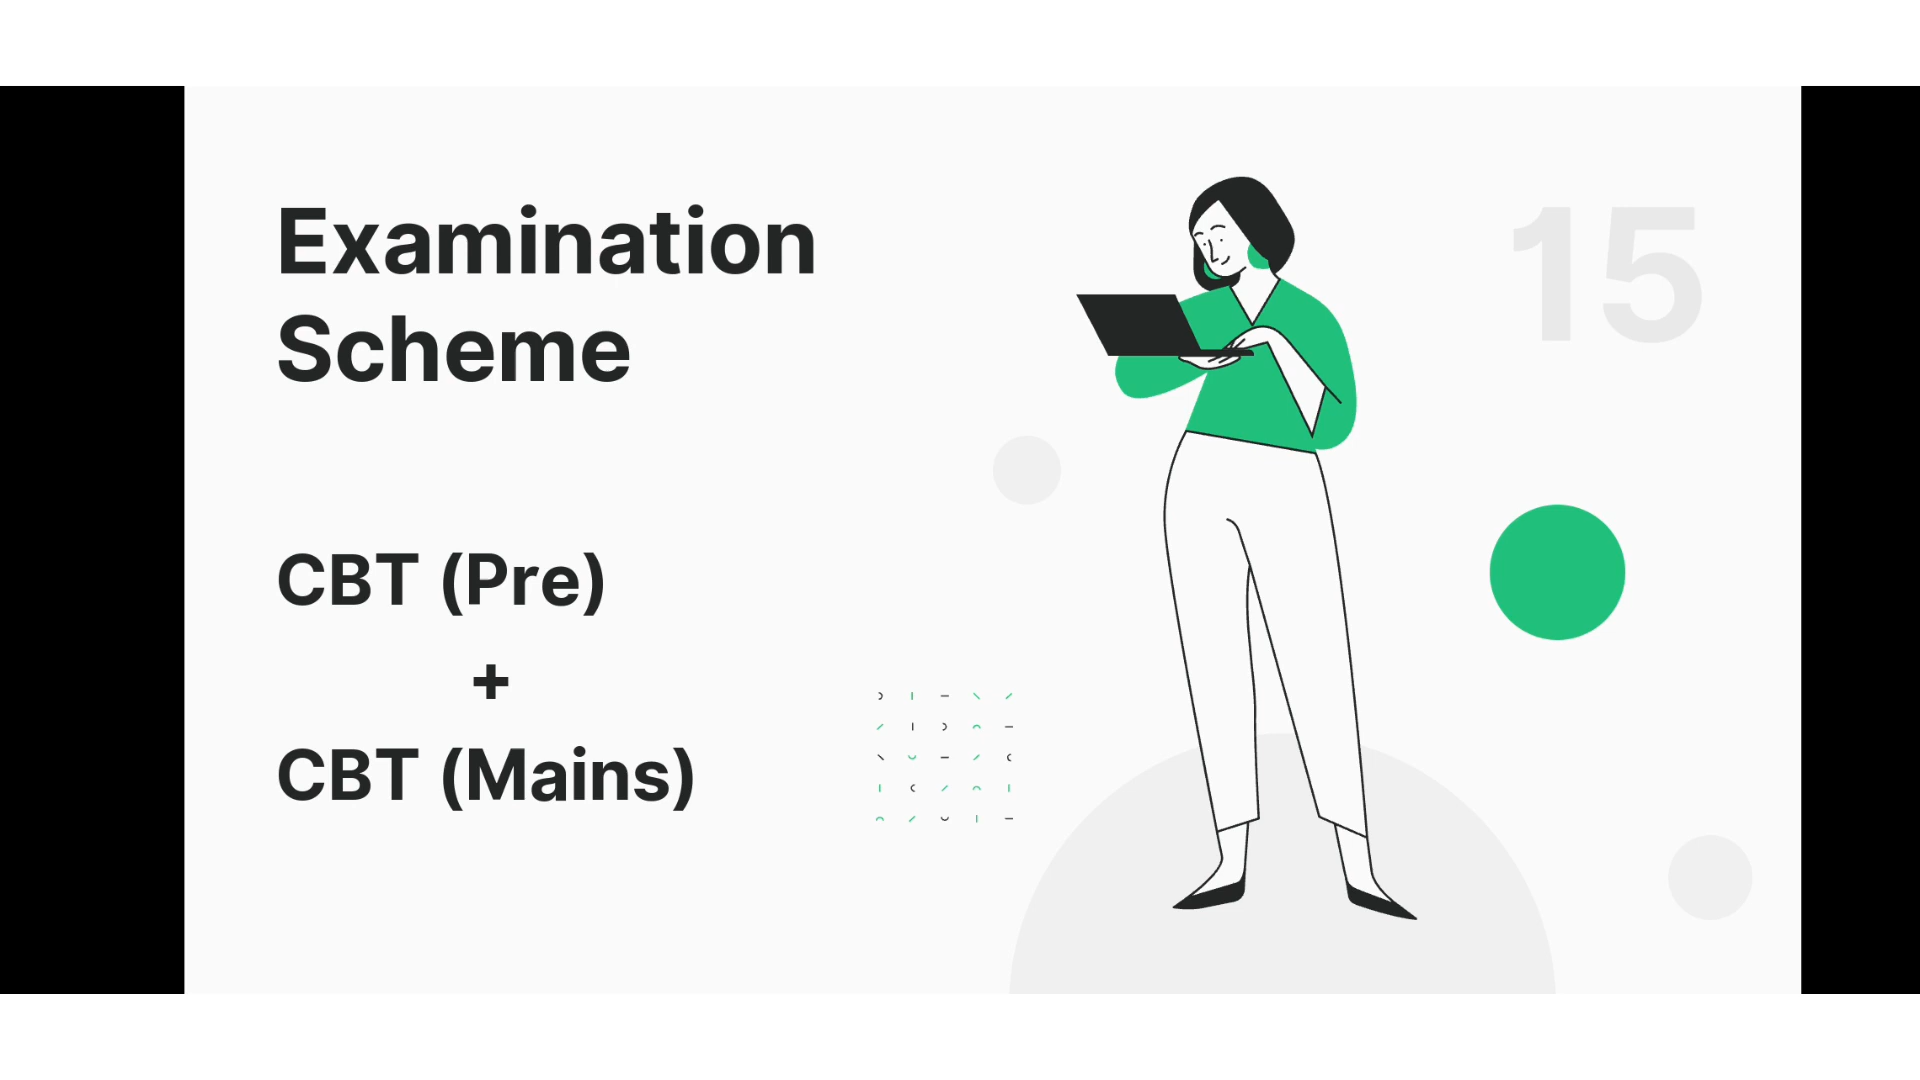 Examination
Scheme
15
CBT (Pre)
+
CBT (Mains)